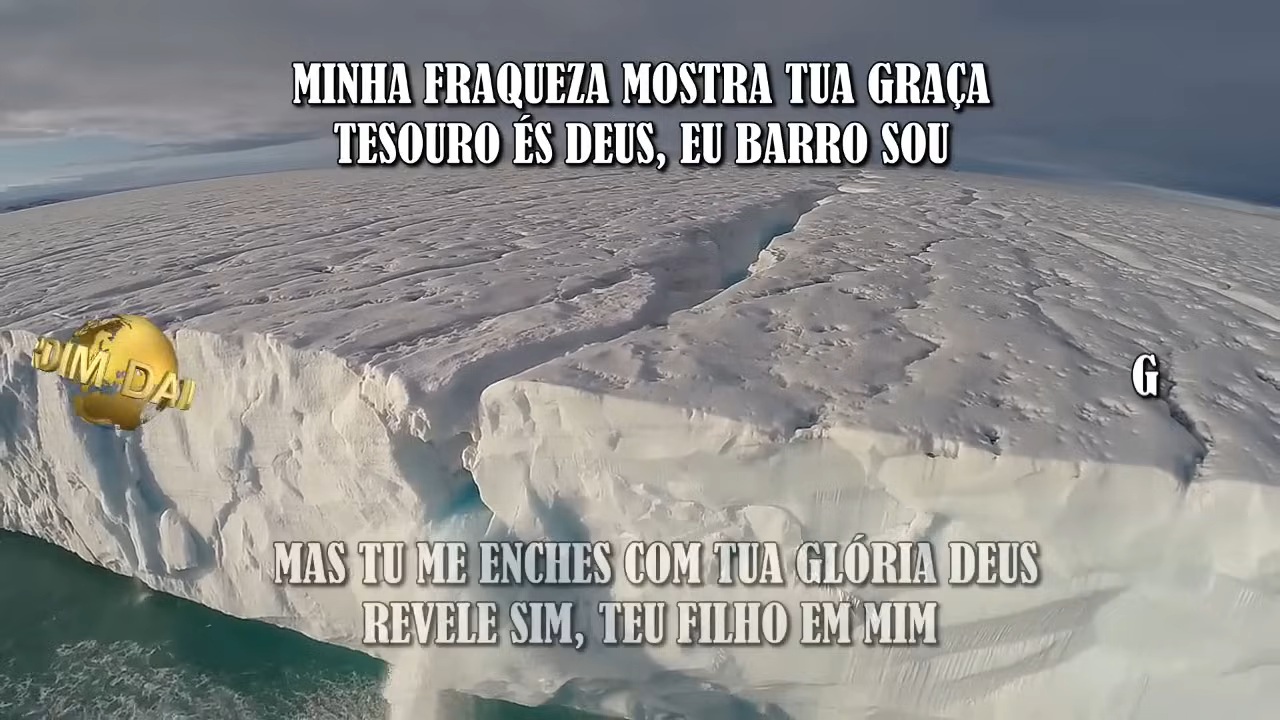 MINHA FRAQUEZA MOSTRA TUA GRAÇA
TESOURO ÉS DEUS, EU BARRO SOU
DIM-DAI
G
MAS TU ME ENCHES COM TUA GLÓRIA DEUS
REVELE SIM, TEU FILHO EM MIM